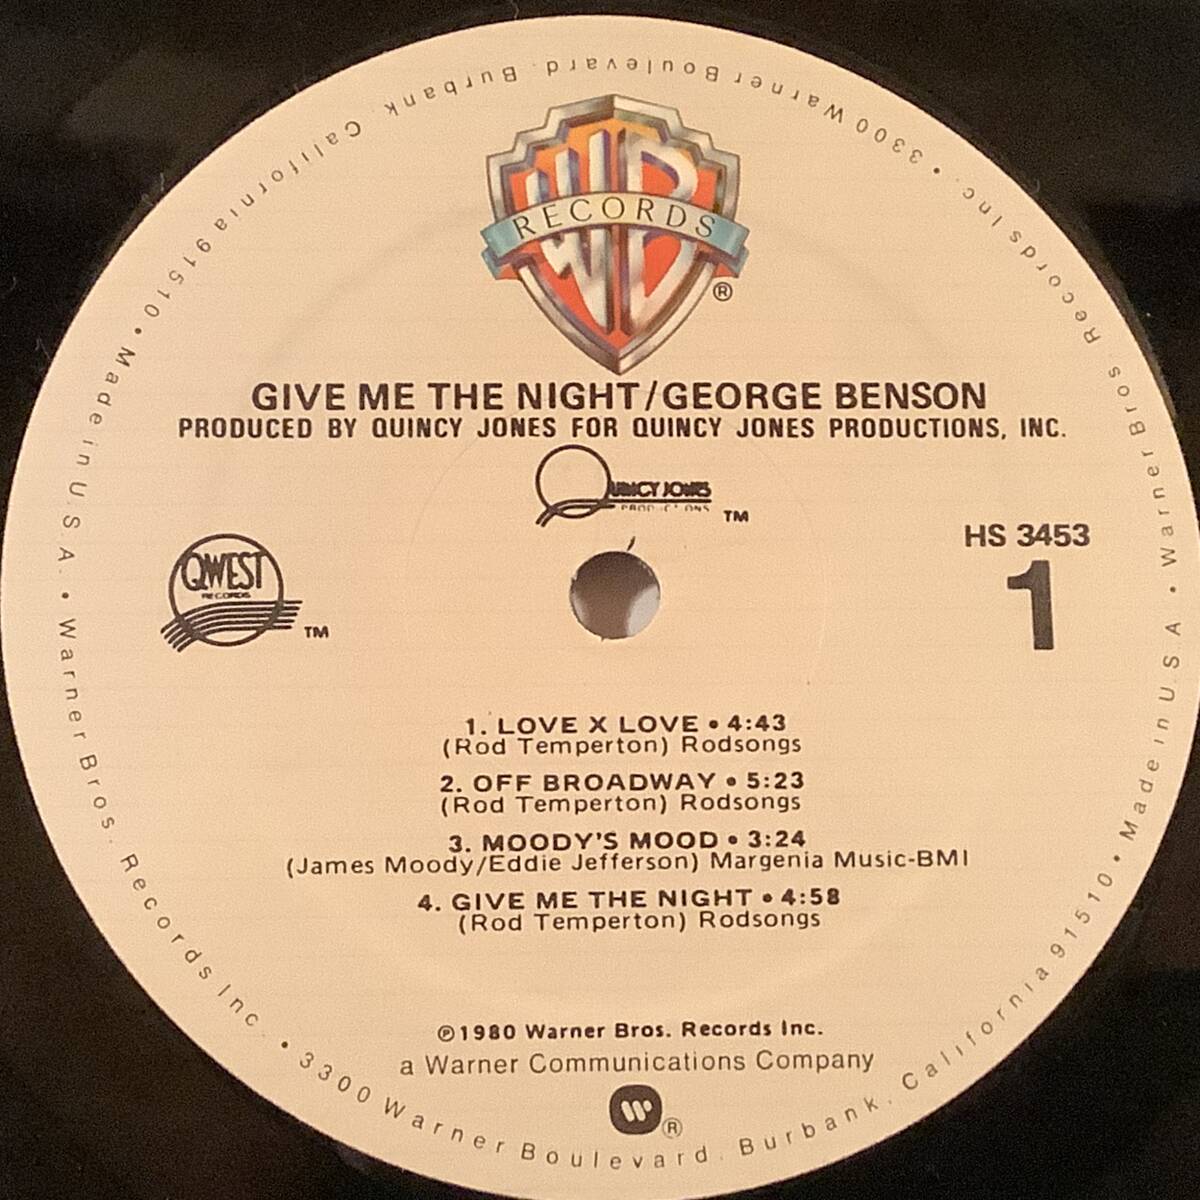 WB
RECORDS
®
GIVE ME THE NIGHT/GEORGE BENSON
PRODUCED BY QUINCY JONES FOR QUINCY JONES PRODUCTIONS, INC.
QUINCY JONES
PRODUCTIONS
TM
QWEST
RECORDS
TM
HS 3453
1
1. LOVE X LOVE • 4:43
(Rod Temperton) Rodsongs
2. OFF BROADWAY • 5:23
(Rod Temperton) Rodsongs
3. MOODY'S MOOD • 3:24
(James Moody/Eddie Jefferson) Margenia Music-BMI
4. GIVE ME THE NIGHT • 4:58
(Rod Temperton) Rodsongs
℗1980 Warner Bros. Records Inc.
a Warner Communications Company
W®
Warner Bros. Records Inc. • 3300 Warner Boulevard. Burbank. California 91510 • Made in U.S.A. •
Warner Bros. Records Inc. • 3300 Warner Boulevard. Burbank. California 91510 • Made in U.S.A •